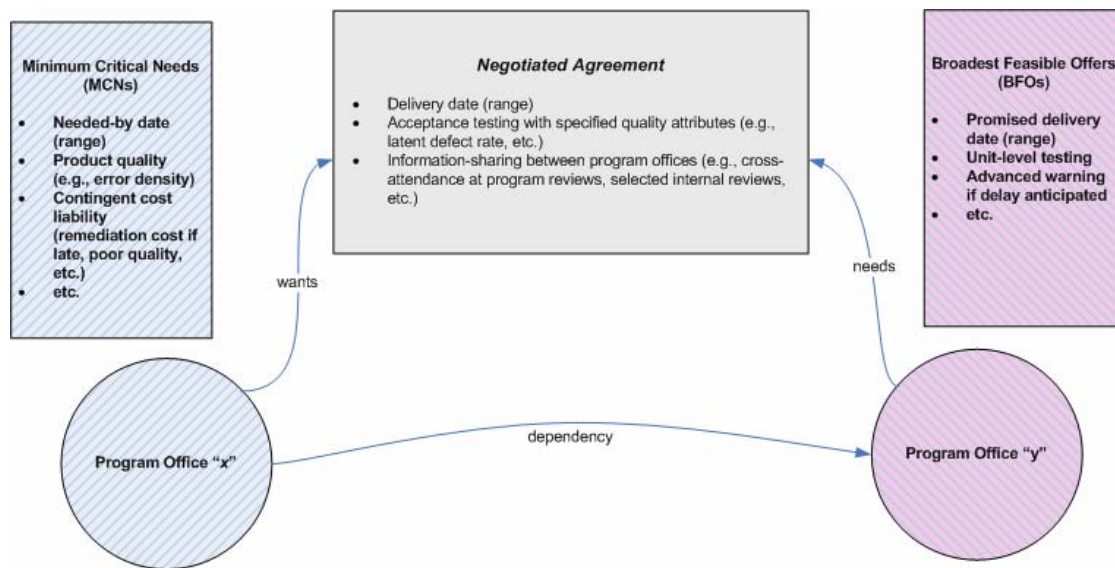 Minimum Critical Needs
(MCNs)
• Needed-by date
(range)
• Product quality
(e.g., error density)
• Contingent cost
liability
(remediation cost if
late, poor quality,
etc.)
• etc.
Negotiated Agreement
• Delivery date (range)
• Acceptance testing with specified quality attributes (e.g.,
latent defect rate, etc.)
• Information-sharing between program offices (e.g., cross-
attendance at program reviews, selected internal reviews,
etc.)
Broadest Feasible Offers
(BFOs)
• Promised delivery
date (range)
• Unit-level testing
• Advanced warning
if delay anticipated
• etc.
wants
needs
dependency
Program Office “x”
Program Office “y”